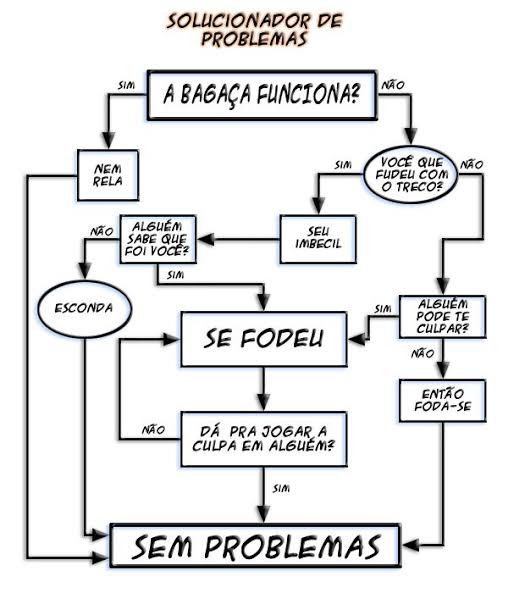 SOLUCIONADOR DE
PROBLEMAS
A BAGAÇA FUNCIONA?
SIM
NÃO
NEM
RELA
VOCÊ QUE
FUDEU COM
O TRECO?
SIM
NÃO
SEU
IMBECIL
ALGUÉM
SABE QUE
FOI VOCÊ?
NÃO
SIM
ESCONDA
SE FODEU
ALGUÉM
PODE TE
CULPAR?
SIM
NÃO
ENTÃO
FODA-SE
DÁ PRA JOGAR A
CULPA EM ALGUÉM?
NÃO
SIM
SEM PROBLEMAS